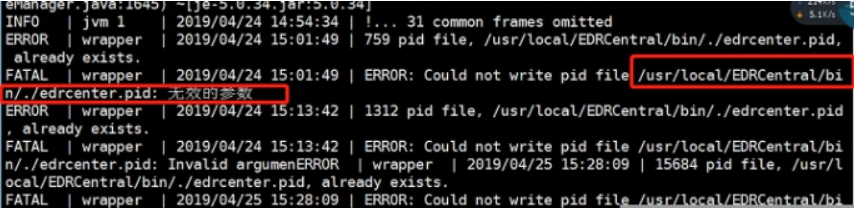 eManager.java:1645) ~[je-5.0.34.jar:5.0.34]
INFO   | jvm 1    | 2019/04/24 14:54:34 | !... 31 common frames omitted
ERROR  | wrapper  | 2019/04/24 15:01:49 | 759 pid file, /usr/local/EDRCentral/bin/./edrcenter.pid,
 already exists.
FATAL  | wrapper  | 2019/04/24 15:01:49 | ERROR: Could not write pid file /usr/local/EDRCentral/bi
n/./edrcenter.pid: 无效的参数
ERROR  | wrapper  | 2019/04/24 15:13:42 | 1312 pid file, /usr/local/EDRCentral/bin/./edrcenter.pid
, already exists.
FATAL  | wrapper  | 2019/04/24 15:13:42 | ERROR: Could not write pid file /usr/local/EDRCentral/bi
n/./edrcenter.pid: Invalid argumenERROR  | wrapper  | 2019/04/25 15:28:09 | 15684 pid file, /usr/l
ocal/EDRCentral/bin/./edrcenter.pid, already exists.
FATAL  | wrapper  | 2019/04/25 15:28:09 | ERROR: Could not write pid file /usr/local/EDRCentral/bi
5.1K/s